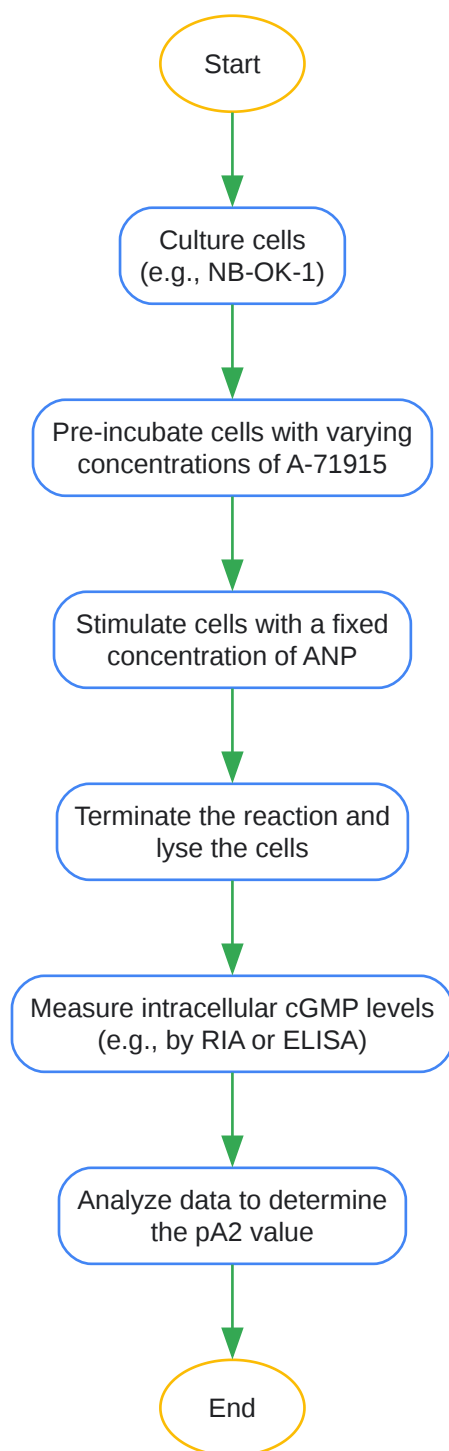 Start
Culture cells
(e.g., NB-OK-1)
Pre-incubate cells with varying
concentrations of A-71915
Stimulate cells with a fixed
concentration of ANP
Terminate the reaction and
lyse the cells
Measure intracellular cGMP levels
(e.g., by RIA or ELISA)
Analyze data to determine
the pA2 value
End